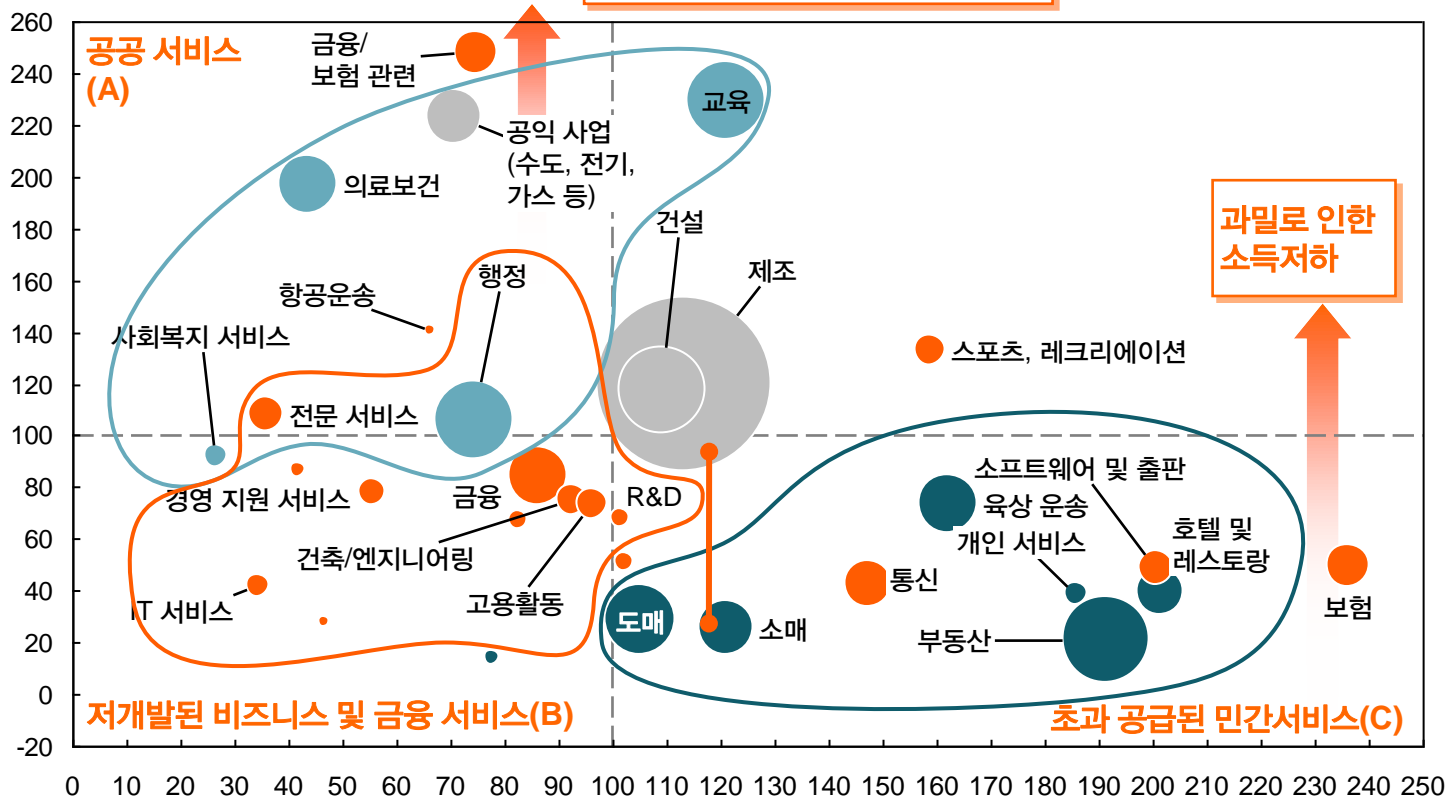 260
240
220
200
180
160
140
120
100
80
60
40
20
0
-20
공공 서비스
(A)
금융/
보험 관련
교육
공익 사업
(수도, 전기,
가스 등)
의료보건
건설
과밀로 인한
소득저하
행정
제조
항공운송
사회복지 서비스
스포츠, 레크리에이션
전문 서비스
경영 지원 서비스
금융
R&D
소프트웨어 및 출판
육상 운송
개인 서비스
호텔 및
레스토랑
건축/엔지니어링
IT 서비스
고용활동
통신
보험
도매
소매
부동산
저개발된 비즈니스 및 금융 서비스(B)
초과 공급된 민간서비스(C)
0 10 20 30 40 50 60 70 80 90 100 110 120 130 140 150 160 170 180 190 200 210 220 230 240 250